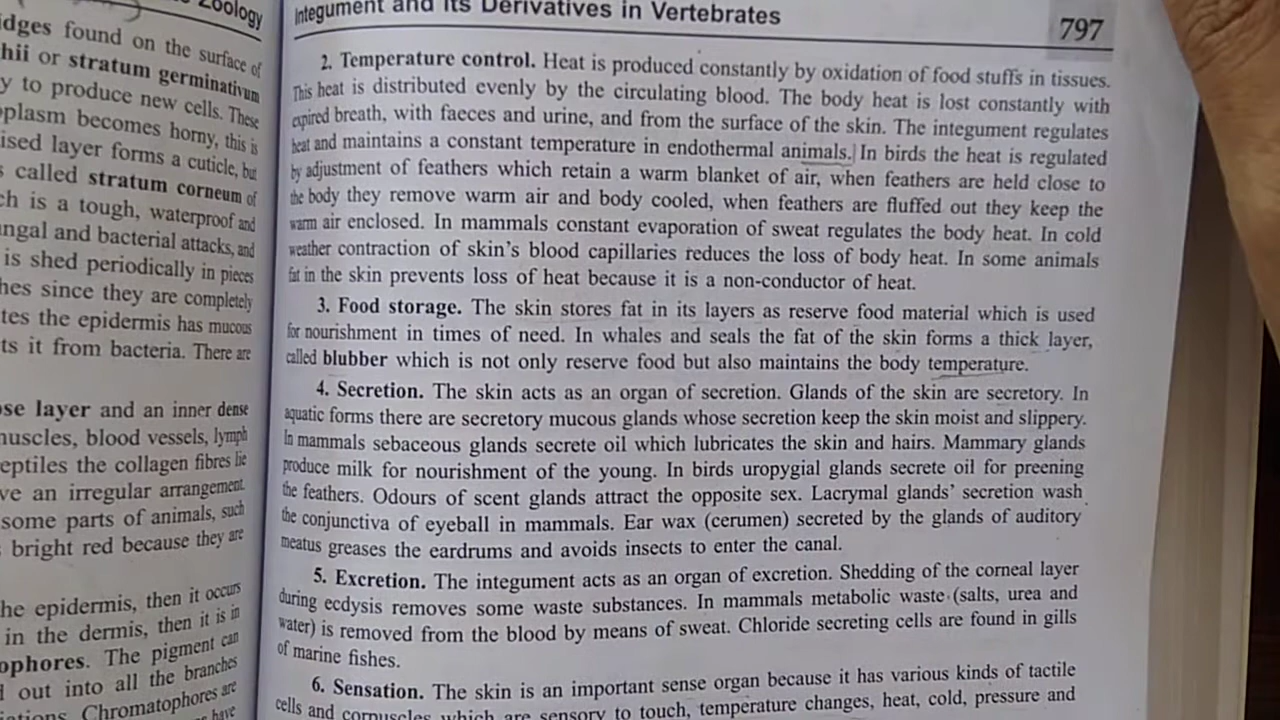 Zoology
idges found on the surface of
hii or stratum germinativum
y to produce new cells. These
plasm becomes horny, this is
ised layer forms a cuticle, but
s called stratum corneum of
ch is a tough, waterproof and
ngal and bacterial attacks, and
is shed periodically in pieces
hes since they are completely
tes the epidermis has mucous
ts it from bacteria. There are
ose layer and an inner dense
nuscles, blood vessels, lymph
eptiles the collagen fibres lie
ve an irregular arrangement.
some parts of animals, such
bright red because they are
he epidermis, then it occurs
in the dermis, then it is in
ophores. The pigment can
out into all the branches
Chromatophores are
have
Integument and its Derivatives in Vertebrates
797
2. Temperature control. Heat is produced constantly by oxidation of food stuffs in tissues.
This heat is distributed evenly by the circulating blood. The body heat is lost constantly with
expired breath, with faeces and urine, and from the surface of the skin. The integument regulates
heat and maintains a constant temperature in endothermal animals. In birds the heat is regulated
by adjustment of feathers which retain a warm blanket of air, when feathers are held close to
the body they remove warm air and body cooled, when feathers are fluffed out they keep the
warm air enclosed. In mammals constant evaporation of sweat regulates the body heat. In cold
weather contraction of skin's blood capillaries reduces the loss of body heat. In some animals
fat in the skin prevents loss of heat because it is a non-conductor of heat.
3. Food storage. The skin stores fat in its layers as reserve food material which is used
for nourishment in times of need. In whales and seals the fat of the skin forms a thick layer,
called blubber which is not only reserve food but also maintains the body temperature.
4. Secretion. The skin acts as an organ of secretion. Glands of the skin are secretory. In
aquatic forms there are secretory mucous glands whose secretion keep the skin moist and slippery.
In mammals sebaceous glands secrete oil which lubricates the skin and hairs. Mammary glands
produce milk for nourishment of the young. In birds uropygial glands secrete oil for preening
the feathers. Odours of scent glands attract the opposite sex. Lacrymal glands' secretion wash
the conjunctiva of eyeball in mammals. Ear wax (cerumen) secreted by the glands of auditory
meatus greases the eardrums and avoids insects to enter the canal.
5. Excretion. The integument acts as an organ of excretion. Shedding of the corneal layer
during ecdysis removes some waste substances. In mammals metabolic waste (salts, urea and
water) is removed from the blood by means of sweat. Chloride secreting cells are found in gills
of marine fishes.
6. Sensation. The skin is an important sense organ because it has various kinds of tactile
cells and corpuscles which are sensory to touch, temperature changes, heat, cold, pressure and